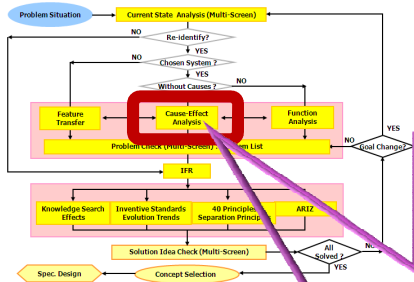 Problem Situation
Current State Analysis (Multi-Screen)
NO
Re-identify?
YES
NO
Chosen System ?
YES
Without Causes ?
NO
Feature
Transfer
Cause-Effect
Analysis
Function
Analysis
YES
NO
Goal Change?
Problem Check (Multi-Screen) List
IFR
Knowledge Search
Effects
Inventive Standards
Evolution Trends
40 Principles
Separation Principles
ARIZ
Solution Idea Check (Multi-Screen)
All
Solved ?
NO
YES
Spec. Design
Concept Selection